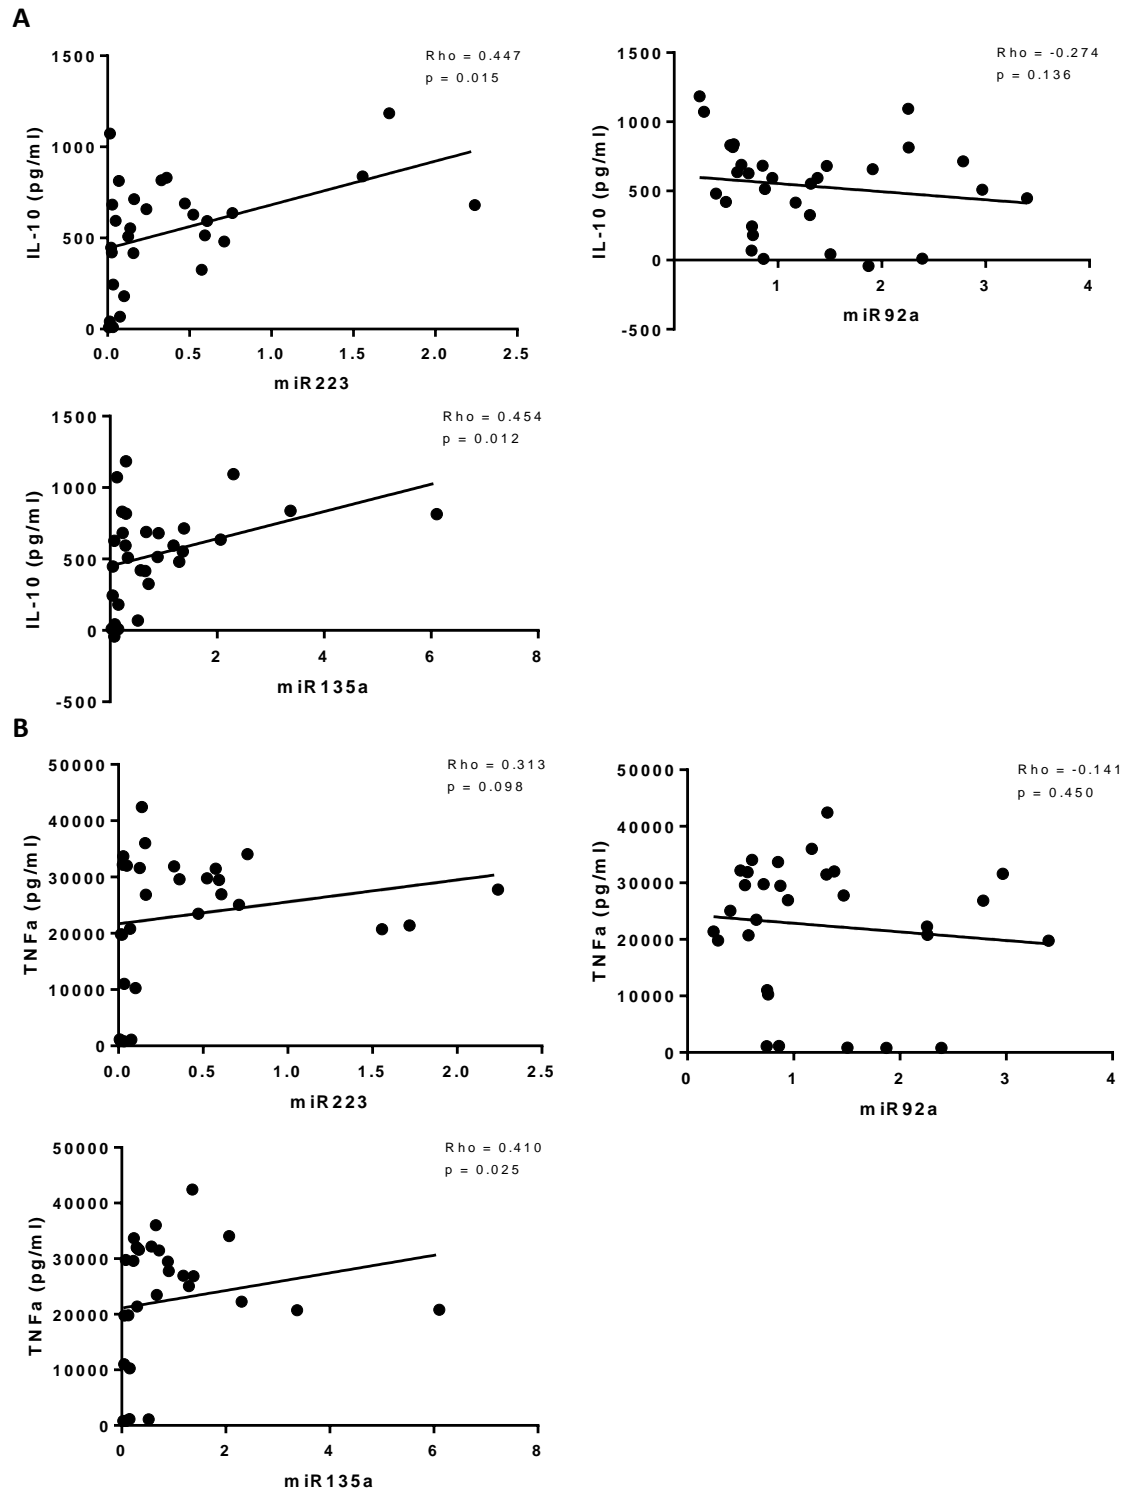 A
Rho = 0.447
p = 0.015
1500
1000
500
0
IL-10 (pg/ml)
0.0 0.5 1.0 1.5 2.0 2.5
miR223
Rho = -0.274
p = 0.136
1500
1000
500
0
-500
IL-10 (pg/ml)
1 2 3 4
miR92a
Rho = 0.454
p = 0.012
1500
1000
500
0
-500
IL-10 (pg/ml)
2 4 6 8
miR135a
B
Rho = 0.313
p = 0.098
50000
40000
30000
20000
10000
0
TNFa (pg/ml)
0.0 0.5 1.0 1.5 2.0 2.5
miR223
Rho = -0.141
p = 0.450
50000
40000
30000
20000
10000
0
TNFa (pg/ml)
0 1 2 3 4
miR92a
Rho = 0.410
p = 0.025
50000
40000
30000
20000
10000
0
TNFa (pg/ml)
0 2 4 6 8
miR135a